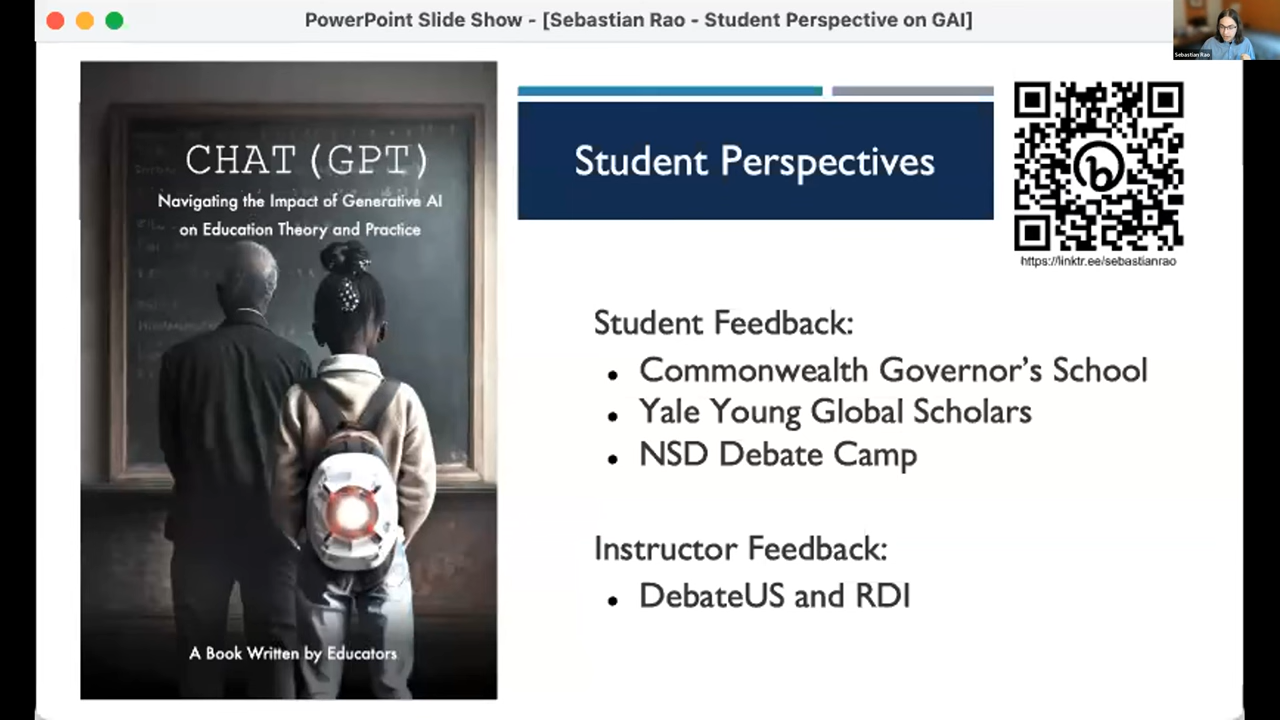 PowerPoint Slide Show - [Sebastian Rao - Student Perspective on GAI]
Sebastian Rao
CHAT (GPT)
Navigating the Impact of Generative AI
on Education Theory and Practice
A Book Written by Educators
Student Perspectives
https://linktr.ee/sebastianrao
Student Feedback:
• Commonwealth Governor's School
• Yale Young Global Scholars
• NSD Debate Camp
Instructor Feedback:
• DebateUS and RDI